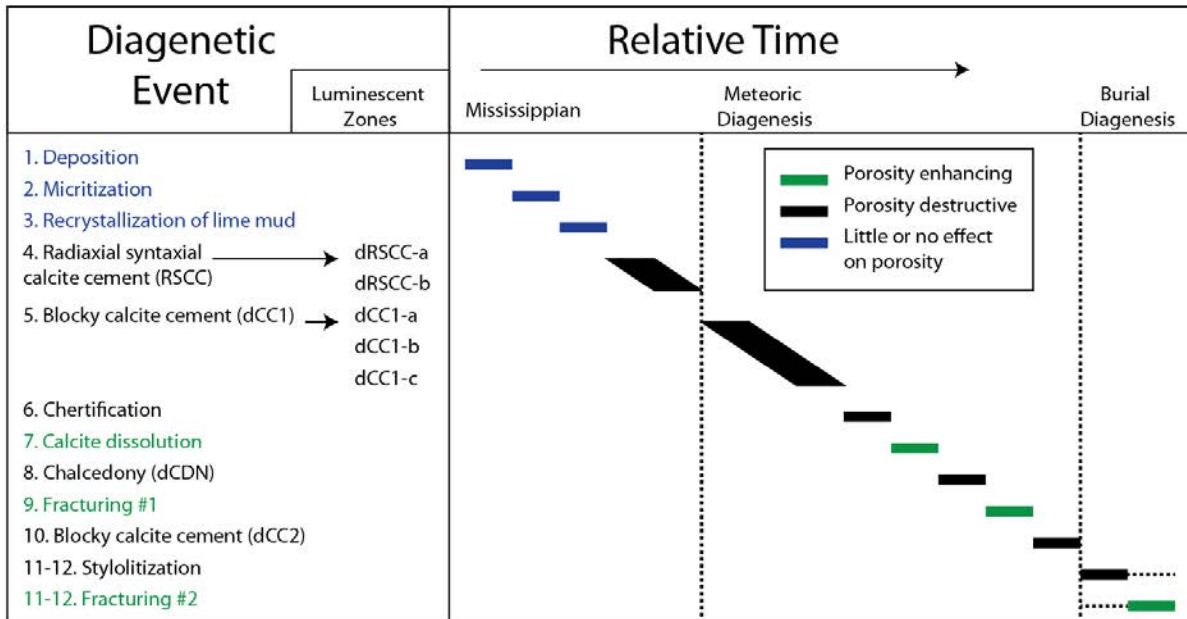 Diagenetic
Event
Luminescent
Zones
Relative Time
Mississippian
Meteoric
Diagenesis
Burial
Diagenesis
1. Deposition
2. Micritization
3. Recrystallization of lime mud
4. Radiaxial syntaxial
calcite cement (RSCC)
dRSCC-a
dRSCC-b
5. Blocky calcite cement (dCC1)
dCC1-a
dCC1-b
dCC1-c
6. Chertification
7. Calcite dissolution
8. Chalcedony (dCDN)
9. Fracturing #1
10. Blocky calcite cement (dCC2)
11-12. Stylolitization
11-12. Fracturing #2
Porosity enhancing
Porosity destructive
Little or no effect
on porosity